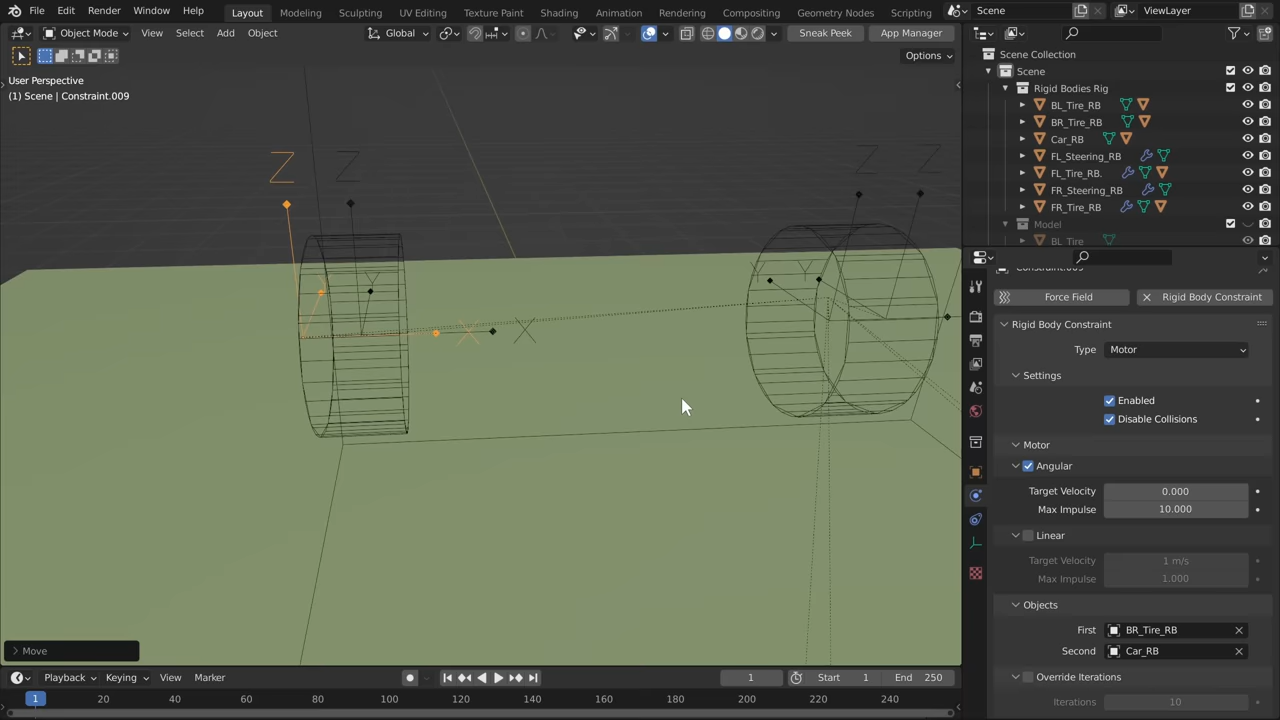 File Edit Render Window Help Layout Modeling Sculpting UV Editing Texture Paint Shading Animation Rendering Compositing Geometry Nodes Scripting Scene ViewLayer
Object Mode View Select Add Object Global Sneak Peek App Manager
Options
User Perspective
(1) Scene | Constraint.009
Z Z Z Z
Y Y Y
X X
Move
Scene Collection
Scene
Rigid Bodies Rig
BL_Tire_RB
BR_Tire_RB
Car_RB
FL_Steering_RB
FL_Tire_RB.
FR_Steering_RB
FR_Tire_RB
Model
BL_Tire
Constraint.009
Force Field Rigid Body Constraint
Rigid Body Constraint
Type Motor
Settings
Enabled
Disable Collisions
Motor
Angular
Target Velocity 0.000
Max Impulse 10.000
Linear
Target Velocity 1 m/s
Max Impulse 1.000
Objects
First BR_Tire_RB
Second Car_RB
Override Iterations
Iterations 10
Playback Keying View Marker 1 Start 1 End 250
1 20 40 60 80 100 120 140 160 180 200 220 240